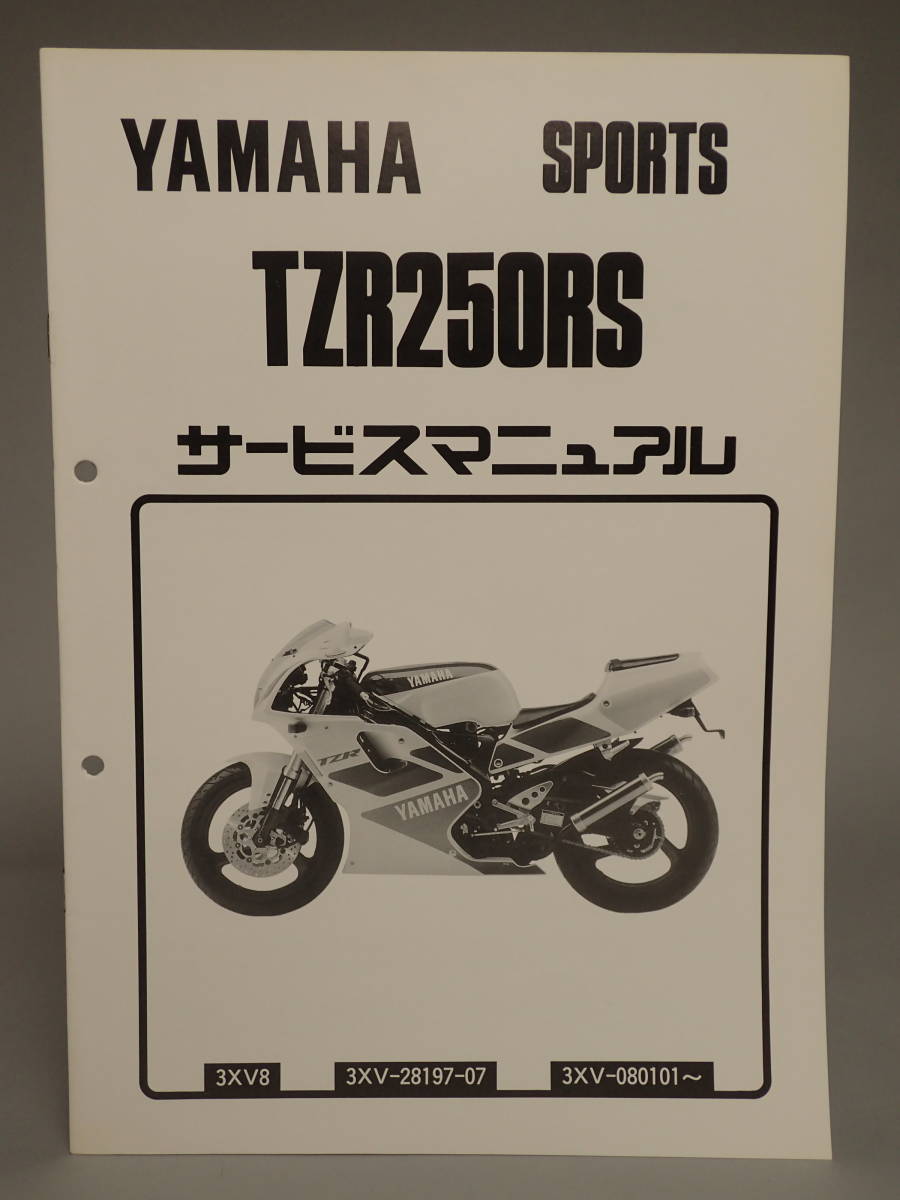 YAMAHA SPORTS
TZR250RS
サービスマニュアル
YAMAHA
TZR
YAMAHA
3XV8 3XV-28197-07 3XV-080101～